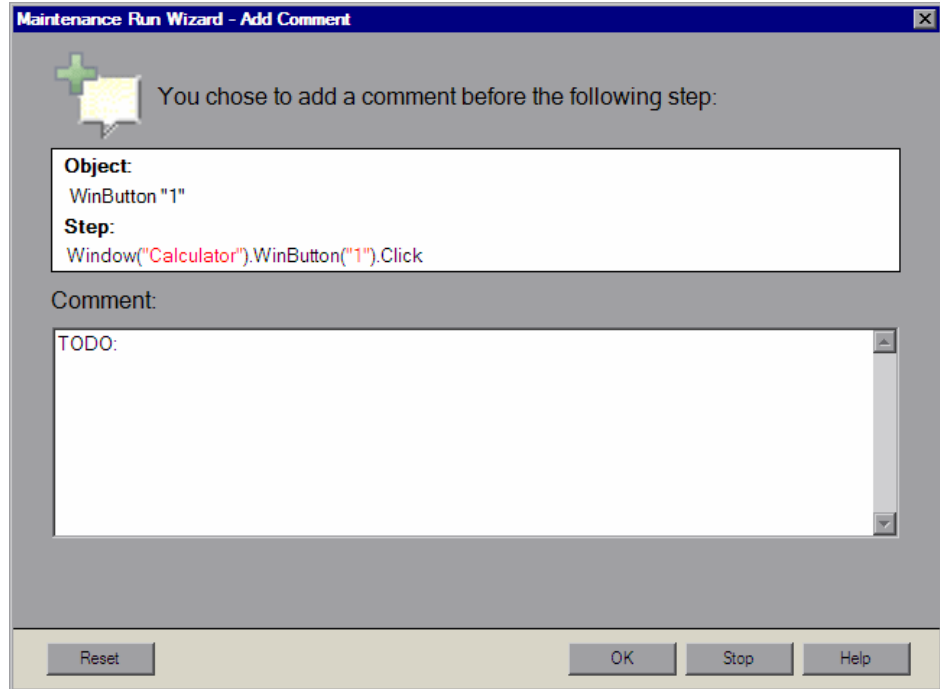 Maintenance Run Wizard - Add Comment
You chose to add a comment before the following step:
Object:
WinButton "1"
Step:
Window("Calculator").WinButton("1").Click
Comment:
TODO:
Reset OK Stop Help